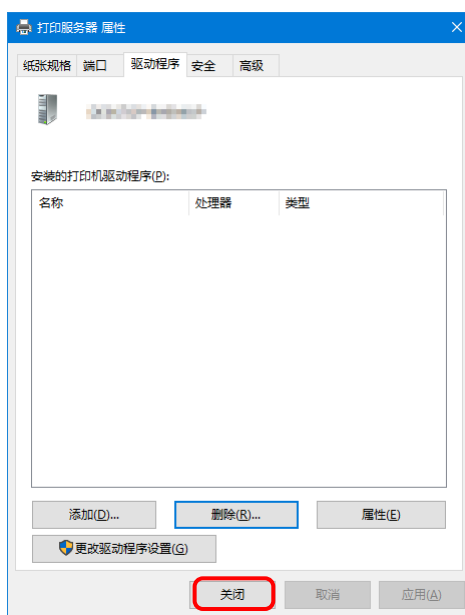 打印服务器 属性
纸张规格 端口 驱动程序 安全 高级
安装的打印机驱动程序(P):
名称 处理器 类型
添加(D)... 删除(R)... 属性(E)
更改驱动程序设置(G)
关闭 取消 应用(A)